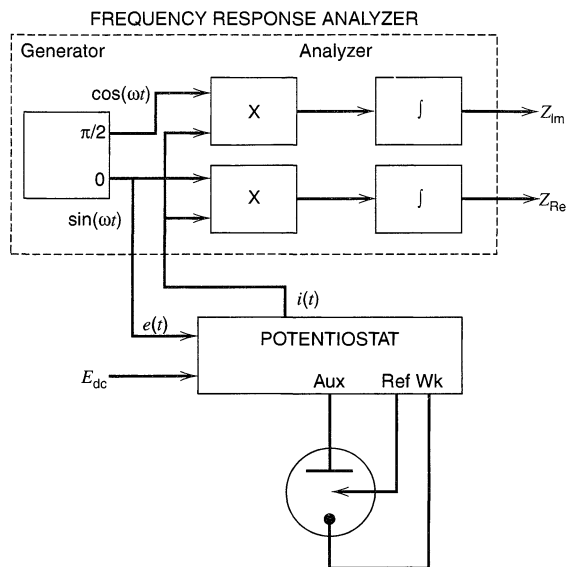 FREQUENCY RESPONSE ANALYZER
Generator
Analyzer
cos(ωt)
π/2
X
∫
Z_Im
0
X
∫
Z_Re
sin(ωt)
i(t)
e(t)
POTENTIOSTAT
E_dc
Aux
Ref Wk